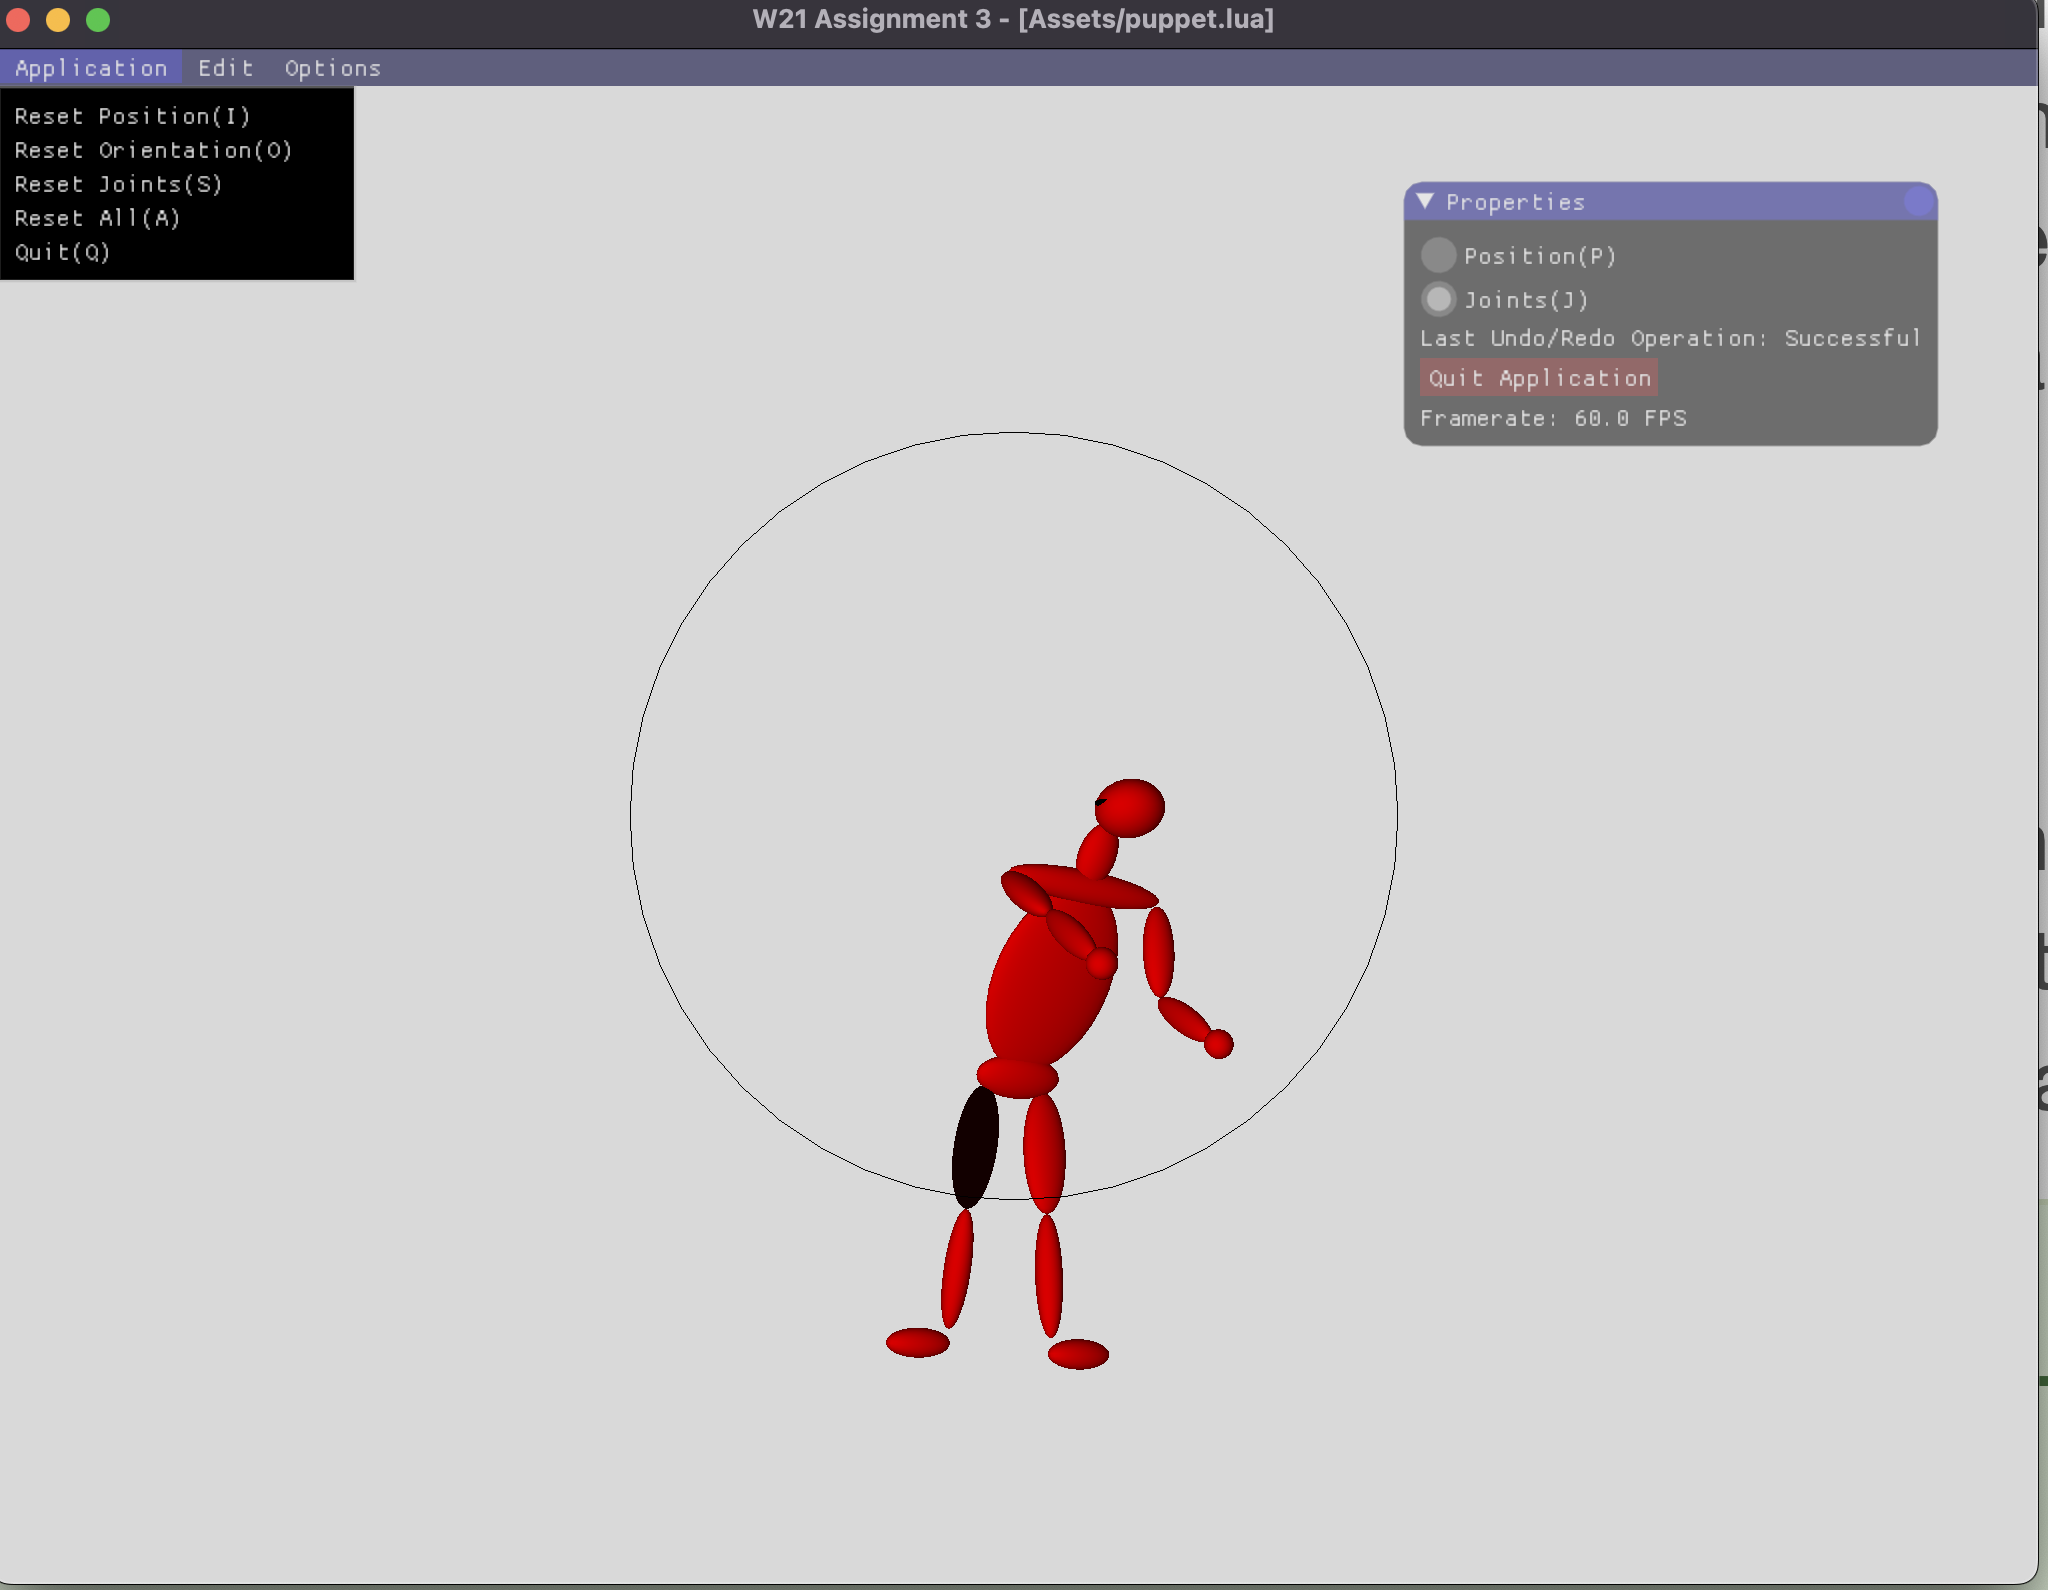 W21 Assignment 3 - [Assets/puppet.lua]
Application Edit Options
Reset Position(I)
Reset Orientation(O)
Reset Joints(S)
Reset All(A)
Quit(Q)
Properties
Position(P)
Joints(J)
Last Undo/Redo Operation: Successful
Quit Application
Framerate: 60.0 FPS